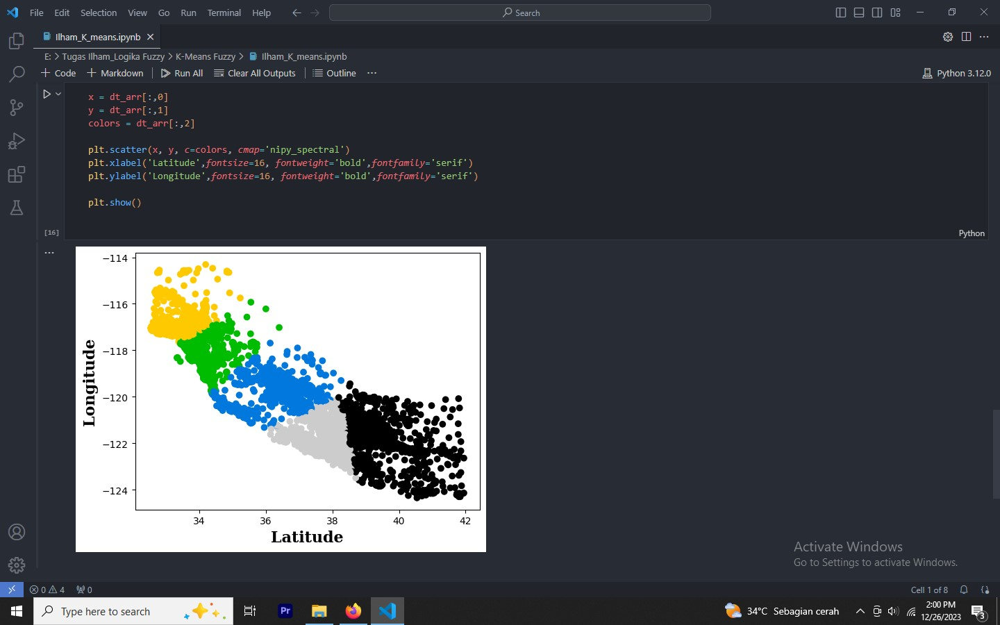 File Edit Selection View Go Run Terminal Help Search
Ilham_K_means.ipynb
E: > Tugas Ilham_Logika Fuzzy > K-Means Fuzzy > Ilham_K_means.ipynb
+ Code + Markdown Run All Clear All Outputs Outline ... Python 3.12.0
x = dt_arr[:,0]
y = dt_arr[:,1]
colors = dt_arr[:,2]
plt.scatter(x, y, c=colors, cmap='nipy_spectral')
plt.xlabel('Latitude',fontsize=16, fontweight='bold',fontfamily='serif')
plt.ylabel('Longitude',fontsize=16, fontweight='bold',fontfamily='serif')
plt.show()
[16]
Python
...
−114
−116
−118
−120
−122
−124
Longitude
34 36 38 40 42
Latitude
Activate Windows
Go to Settings to activate Windows.
0 4 0 Cell 1 of 8
Type here to search
Pr
34°C Sebagian cerah
2:00 PM
12/26/2023
3